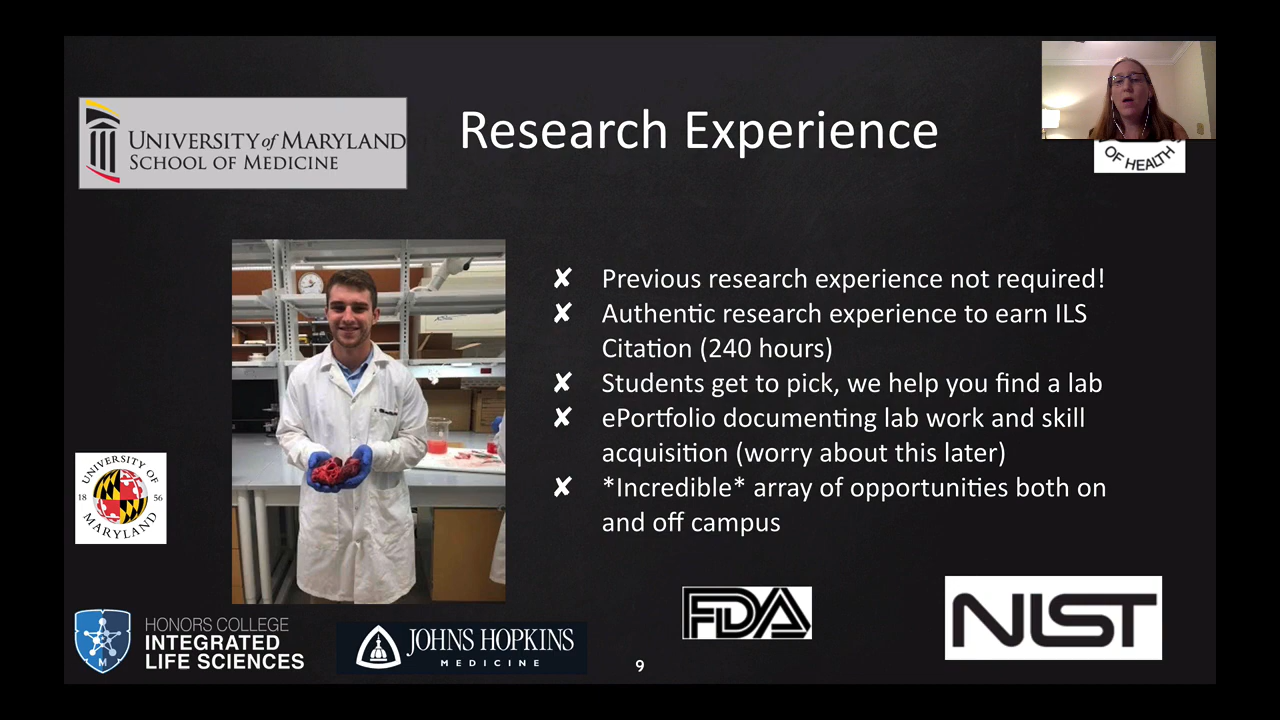 UNIVERSITY of MARYLAND
SCHOOL OF MEDICINE
Research Experience
OF HEALTH
✘ Previous research experience not required!
✘ Authentic research experience to earn ILS
Citation (240 hours)
✘ Students get to pick, we help you find a lab
✘ ePortfolio documenting lab work and skill
acquisition (worry about this later)
✘ *Incredible* array of opportunities both on
and off campus
UNIVERSITY OF
18 56
MARYLAND
M
HONORS COLLEGE
INTEGRATED
LIFE SCIENCES
JOHNS HOPKINS
MEDICINE
FDA
9
NIST